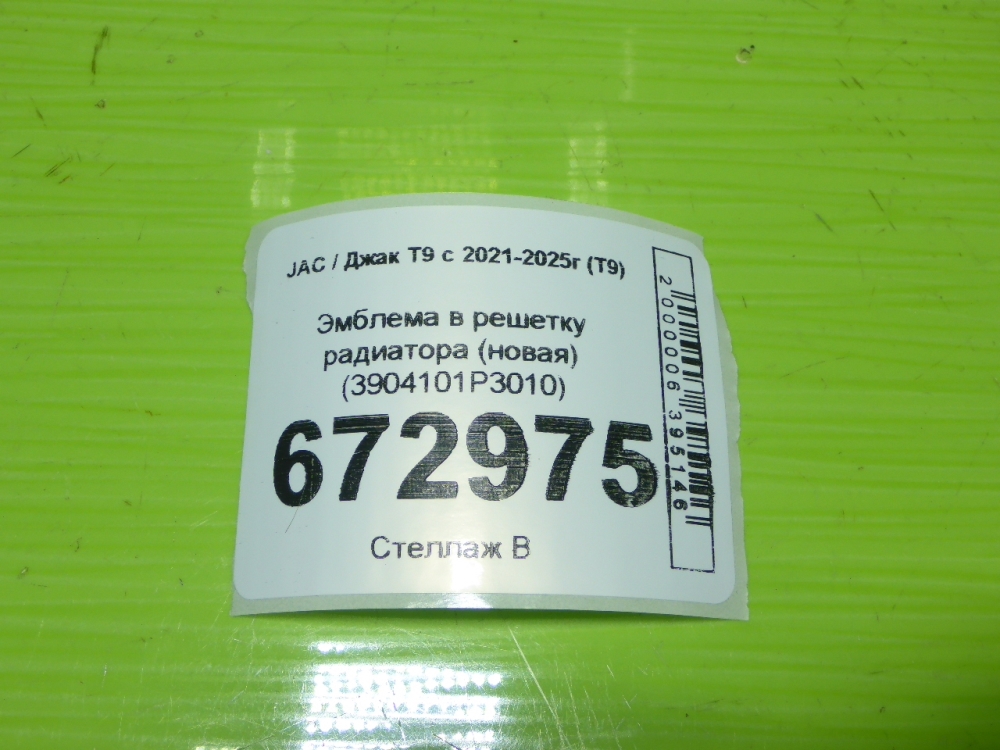 JAC / Джак T9 с 2021-2025г (T9)
Эмблема в решетку
радиатора (новая)
(3904101P3010)
672975
Стеллаж B
2000006395146